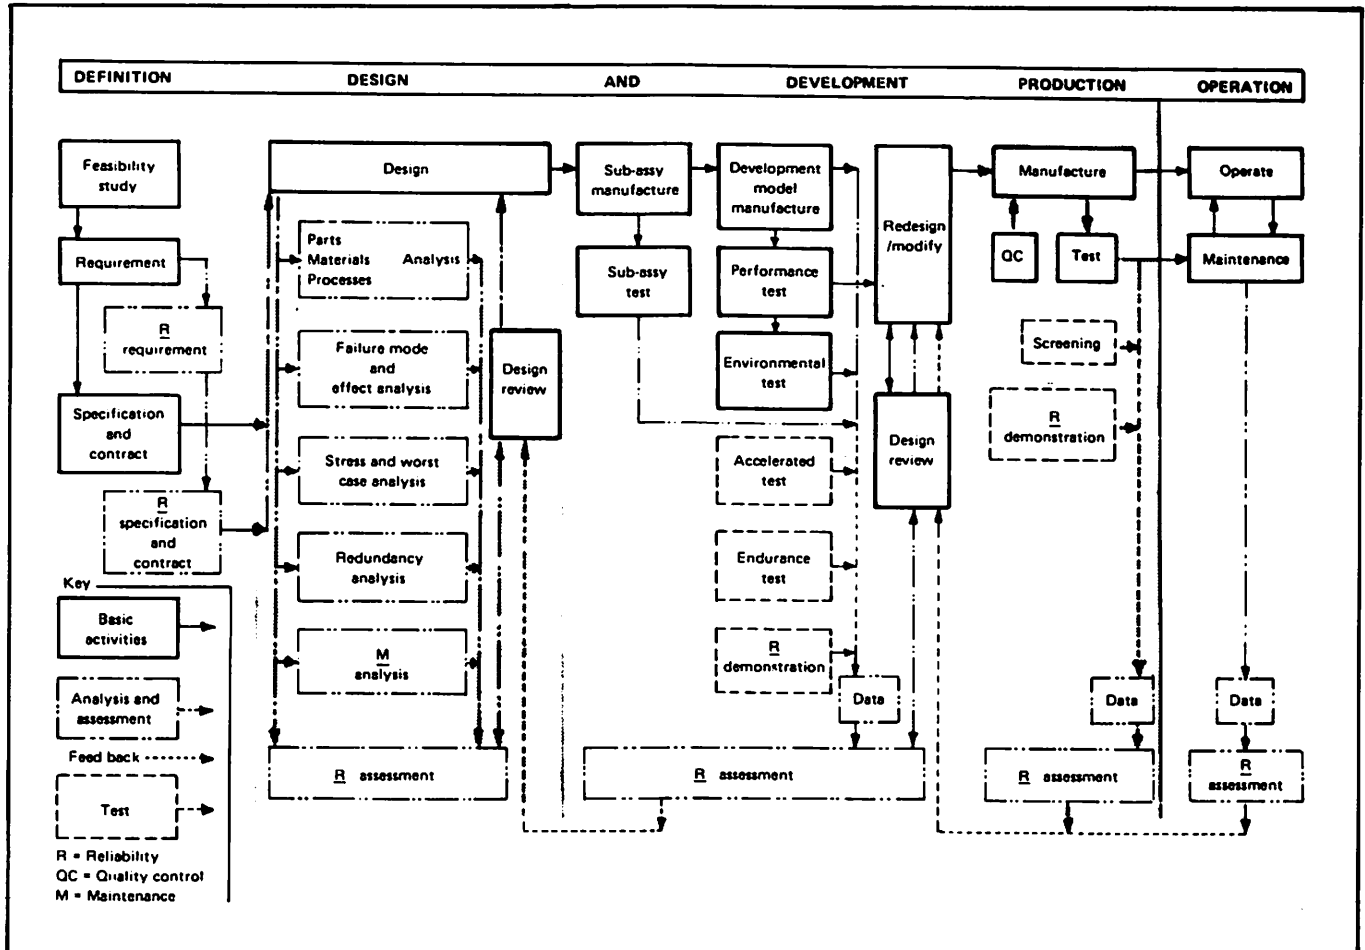 DEFINITION DESIGN AND DEVELOPMENT PRODUCTION OPERATION
Feasibility
study
Requirement
R
requirement
Specification
and
contract
R
specification
and
contract
Design
Parts
Materials Analysis
Processes
Failure mode
and
effect analysis
Stress and worst
case analysis
Redundancy
analysis
M
analysis
R assessment
Design
review
Sub-assy
manufacture
Sub-assy
test
Development
model
manufacture
Performance
test
Environmental
test
Accelerated
test
Endurance
test
R
demonstration
Data
R assessment
Redesign
/modify
Design
review
Manufacture
QC
Test
Screening
R
demonstration
Data
R assessment
Operate
Maintenance
Data
R
assessment
Key
Basic
activities
Analysis and
assessment
Feed back
Test
R = Reliability
QC = Quality control
M = Maintenance